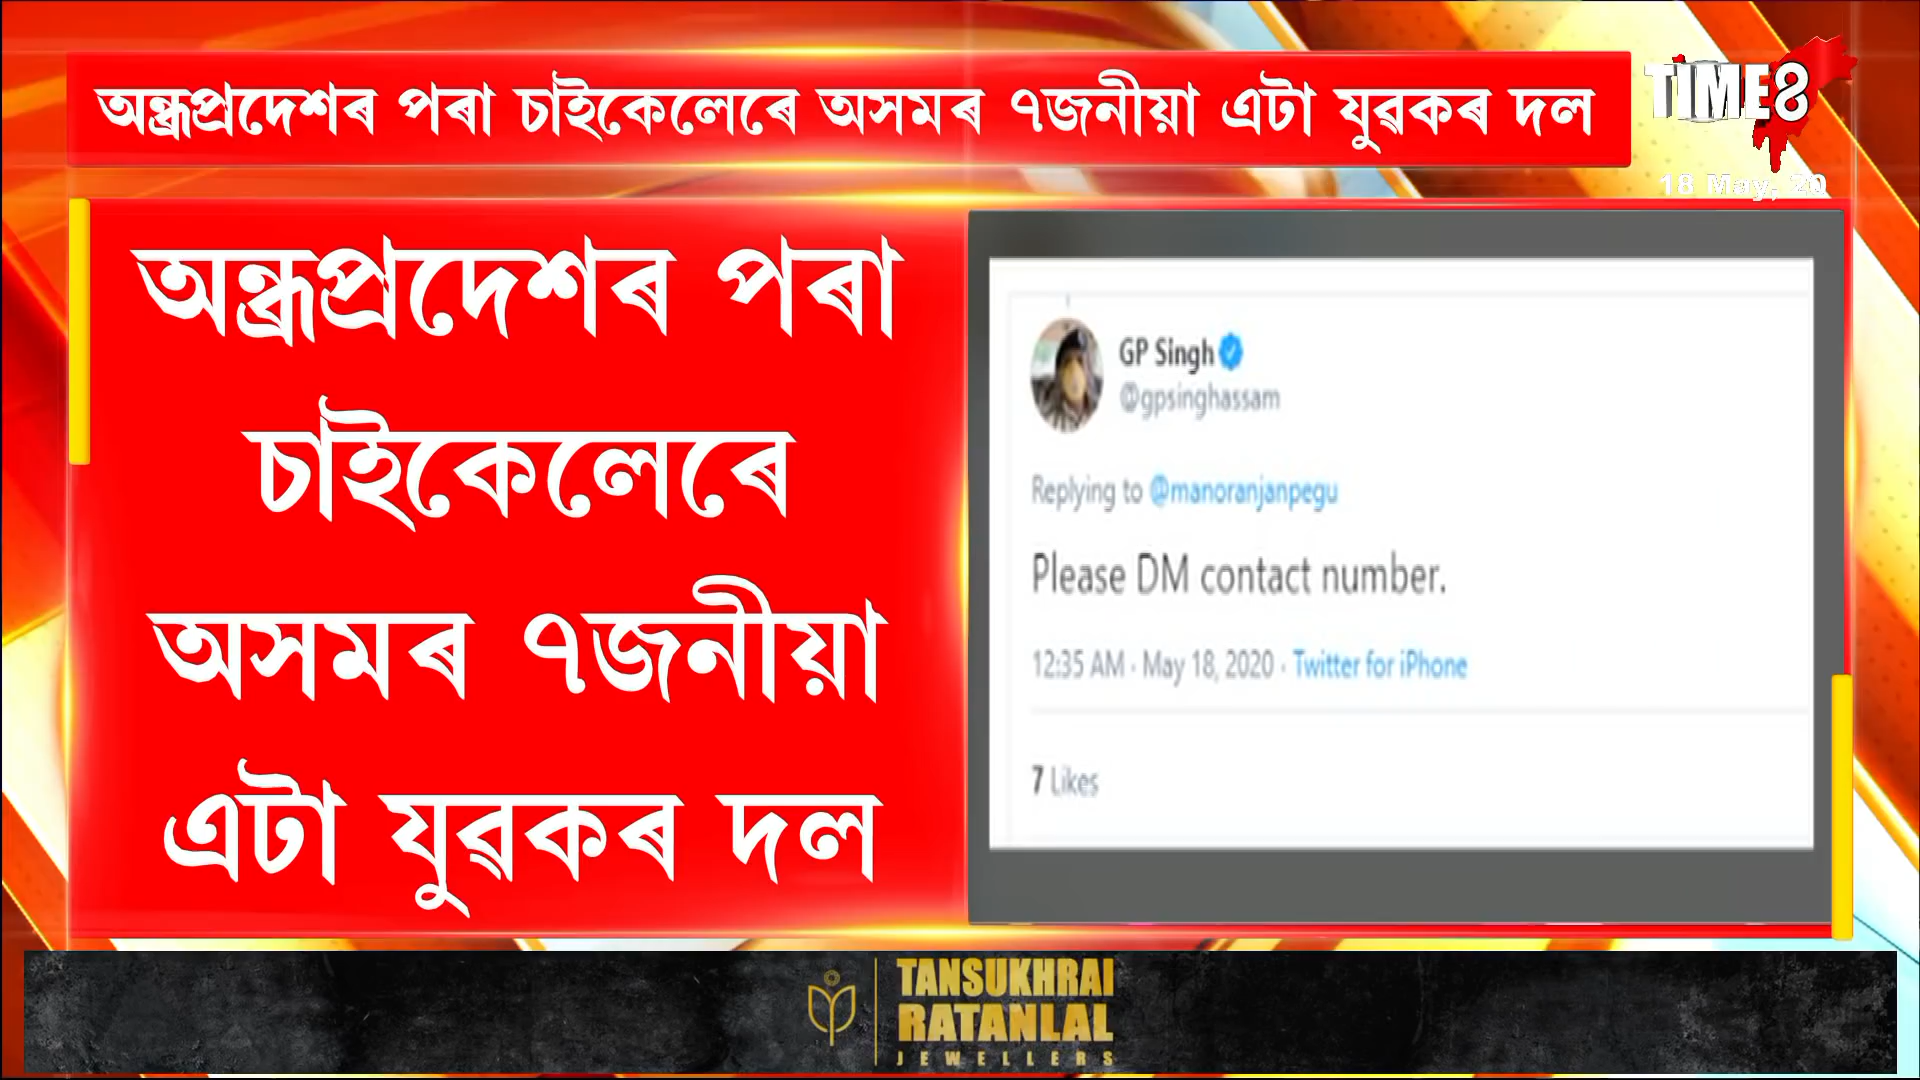 অন্ধ্ৰপ্ৰদেশৰ পৰা চাইকেলেৰে অসমৰ ৭জনীয়া এটা যুৱকৰ দল
TIME8
18 May, 20
অন্ধ্ৰপ্ৰদেশৰ পৰা
চাইকেলেৰে
অসমৰ ৭জনীয়া
এটা যুৱকৰ দল
GP Singh
@gpsinghassam
Replying to @manoranjanpegu
Please DM contact number.
12:35 AM · May 18, 2020 · Twitter for iPhone
7 Likes
TANSUKHRAI
RATANLAL
JEWELLERS